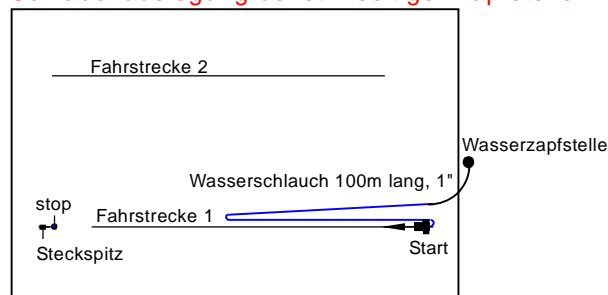 Fahrstrecke 2
Wasserzapfstelle
Wasserschlauch 100m lang, 1"
stop
Fahrstrecke 1
Start
Steckspitz